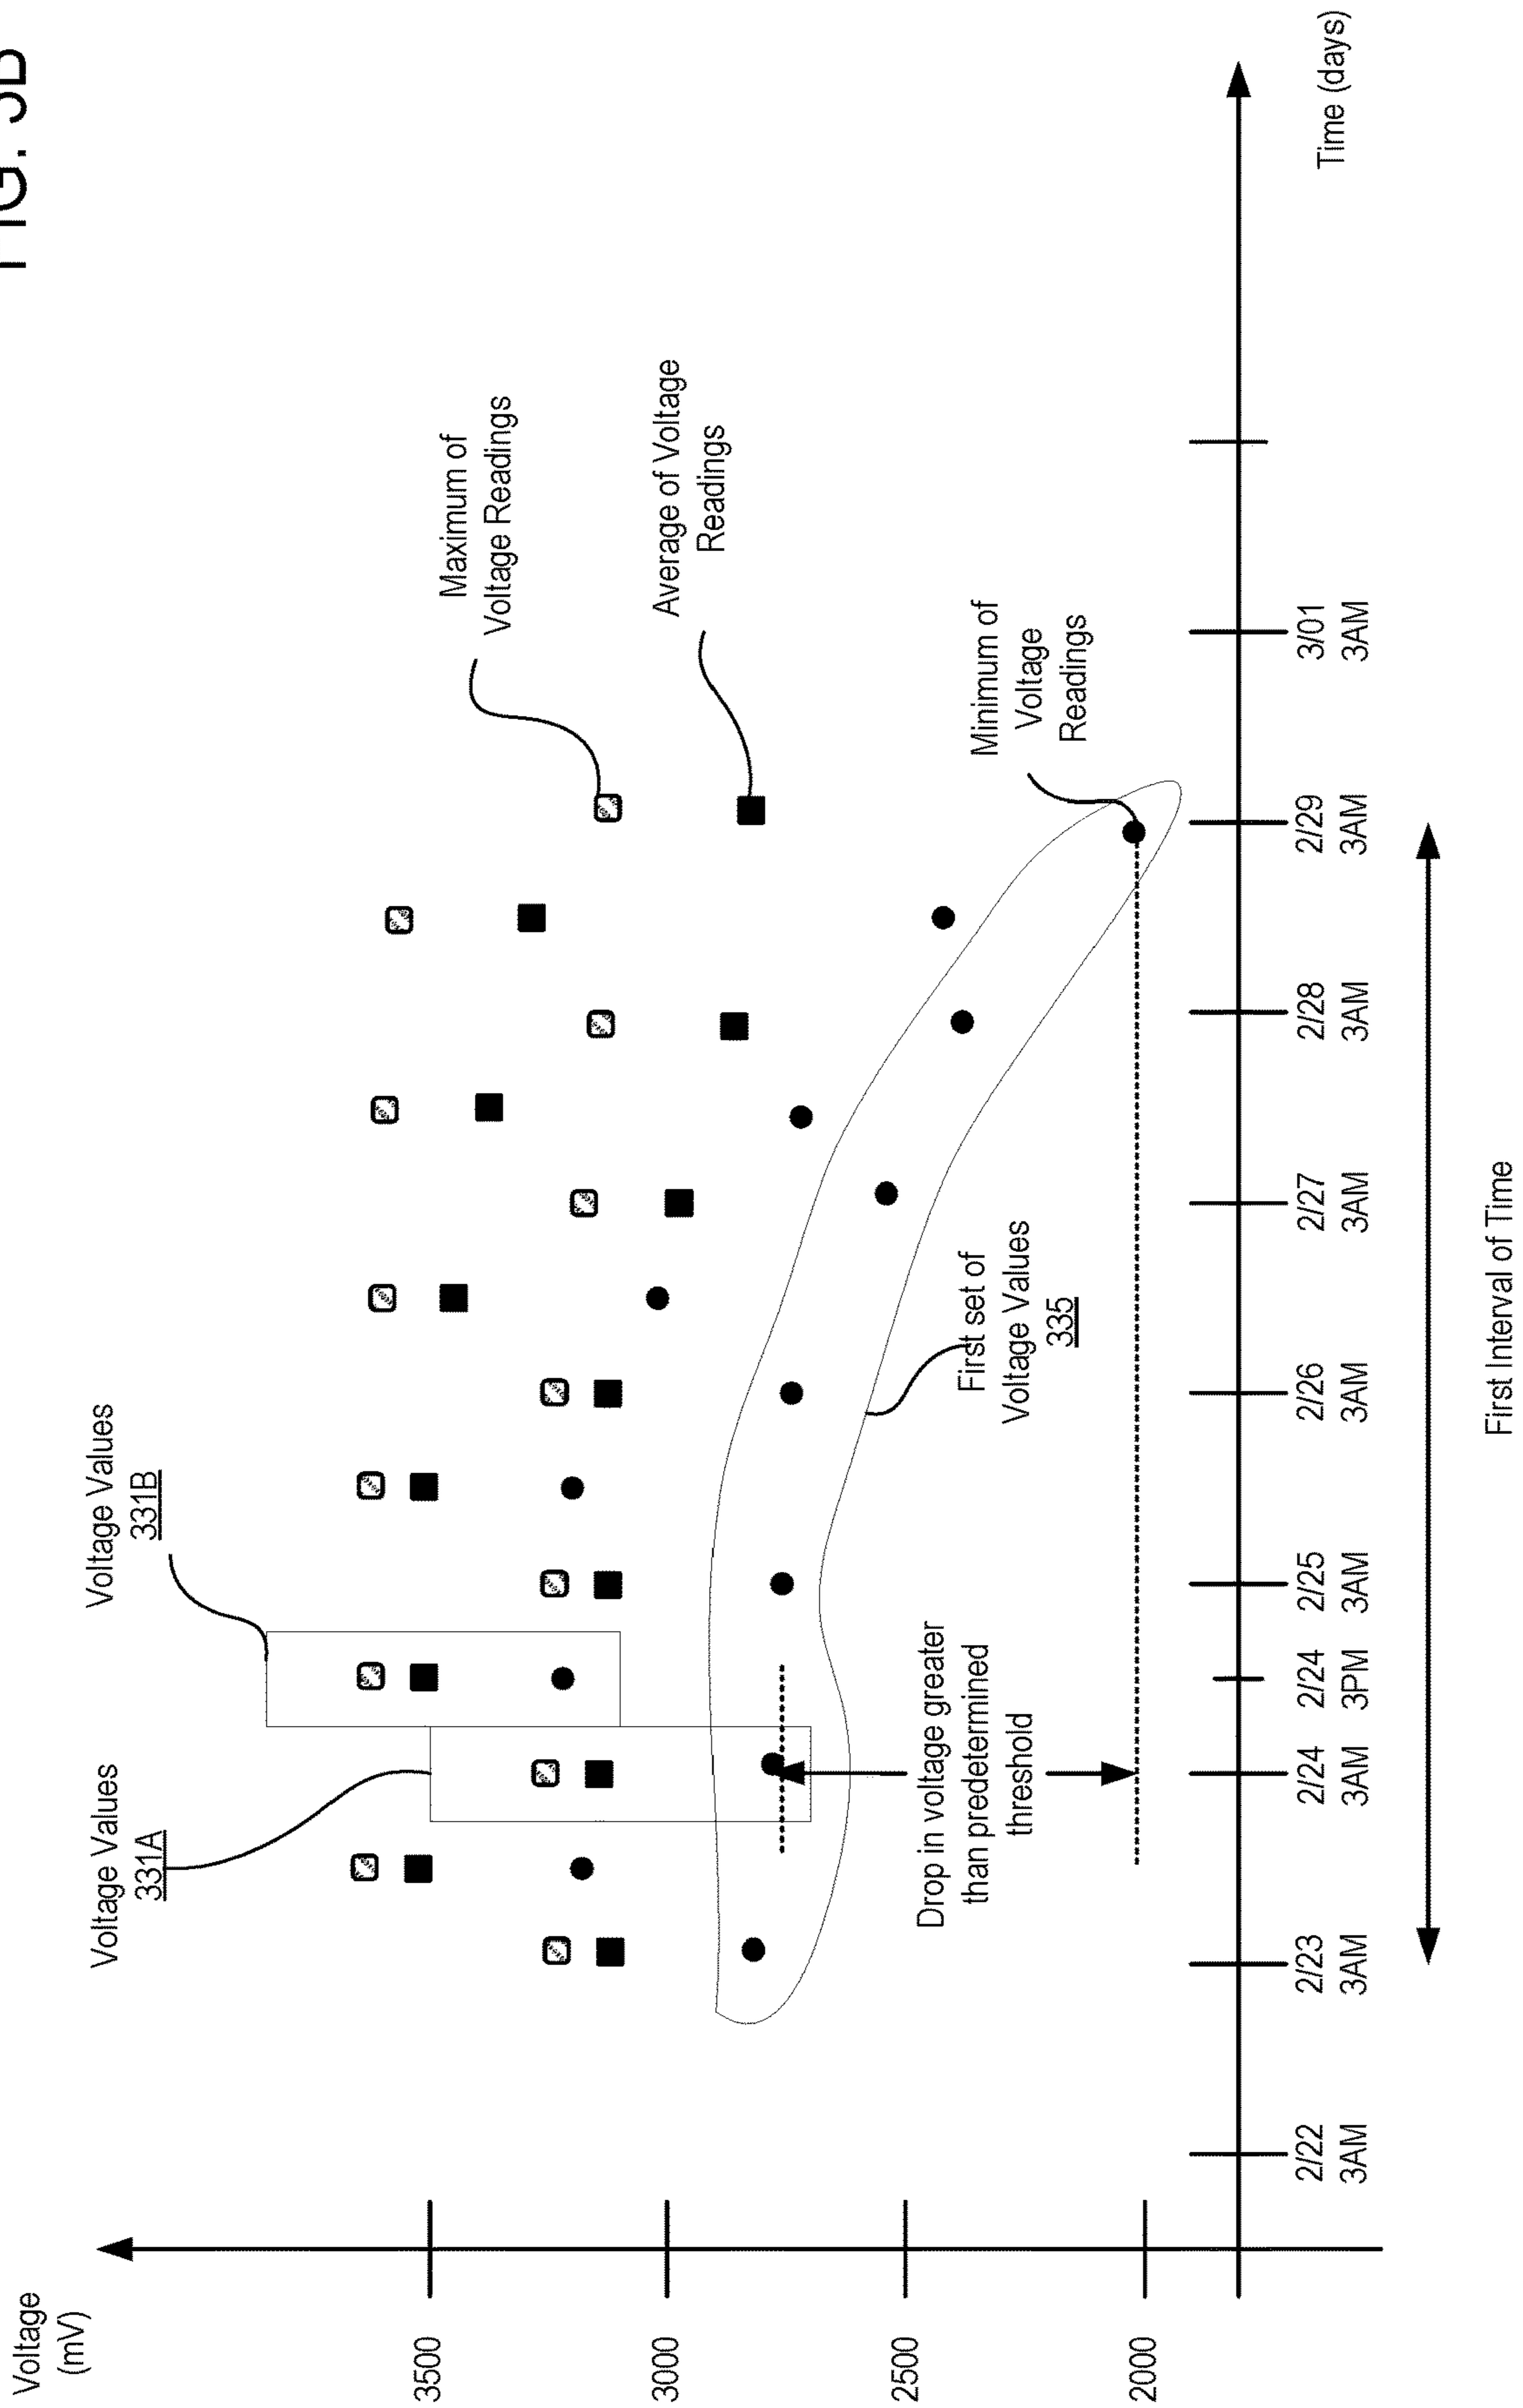 FIG. 3B
Voltage
(mV)
Voltage Values
331A
Voltage Values
331B
3500
3000
2500
2000
Maximum of
Voltage Readings
Average of Voltage
Readings
Minimum of
Voltage
Readings
First set of
Voltage Values
335
Drop in voltage greater
than predetermined
threshold
2/22
3AM
2/23
3AM
2/24
3AM
2/24
3PM
2/25
3AM
2/26
3AM
2/27
3AM
2/28
3AM
2/29
3AM
3/01
3AM
Time (days)
First Interval of Time